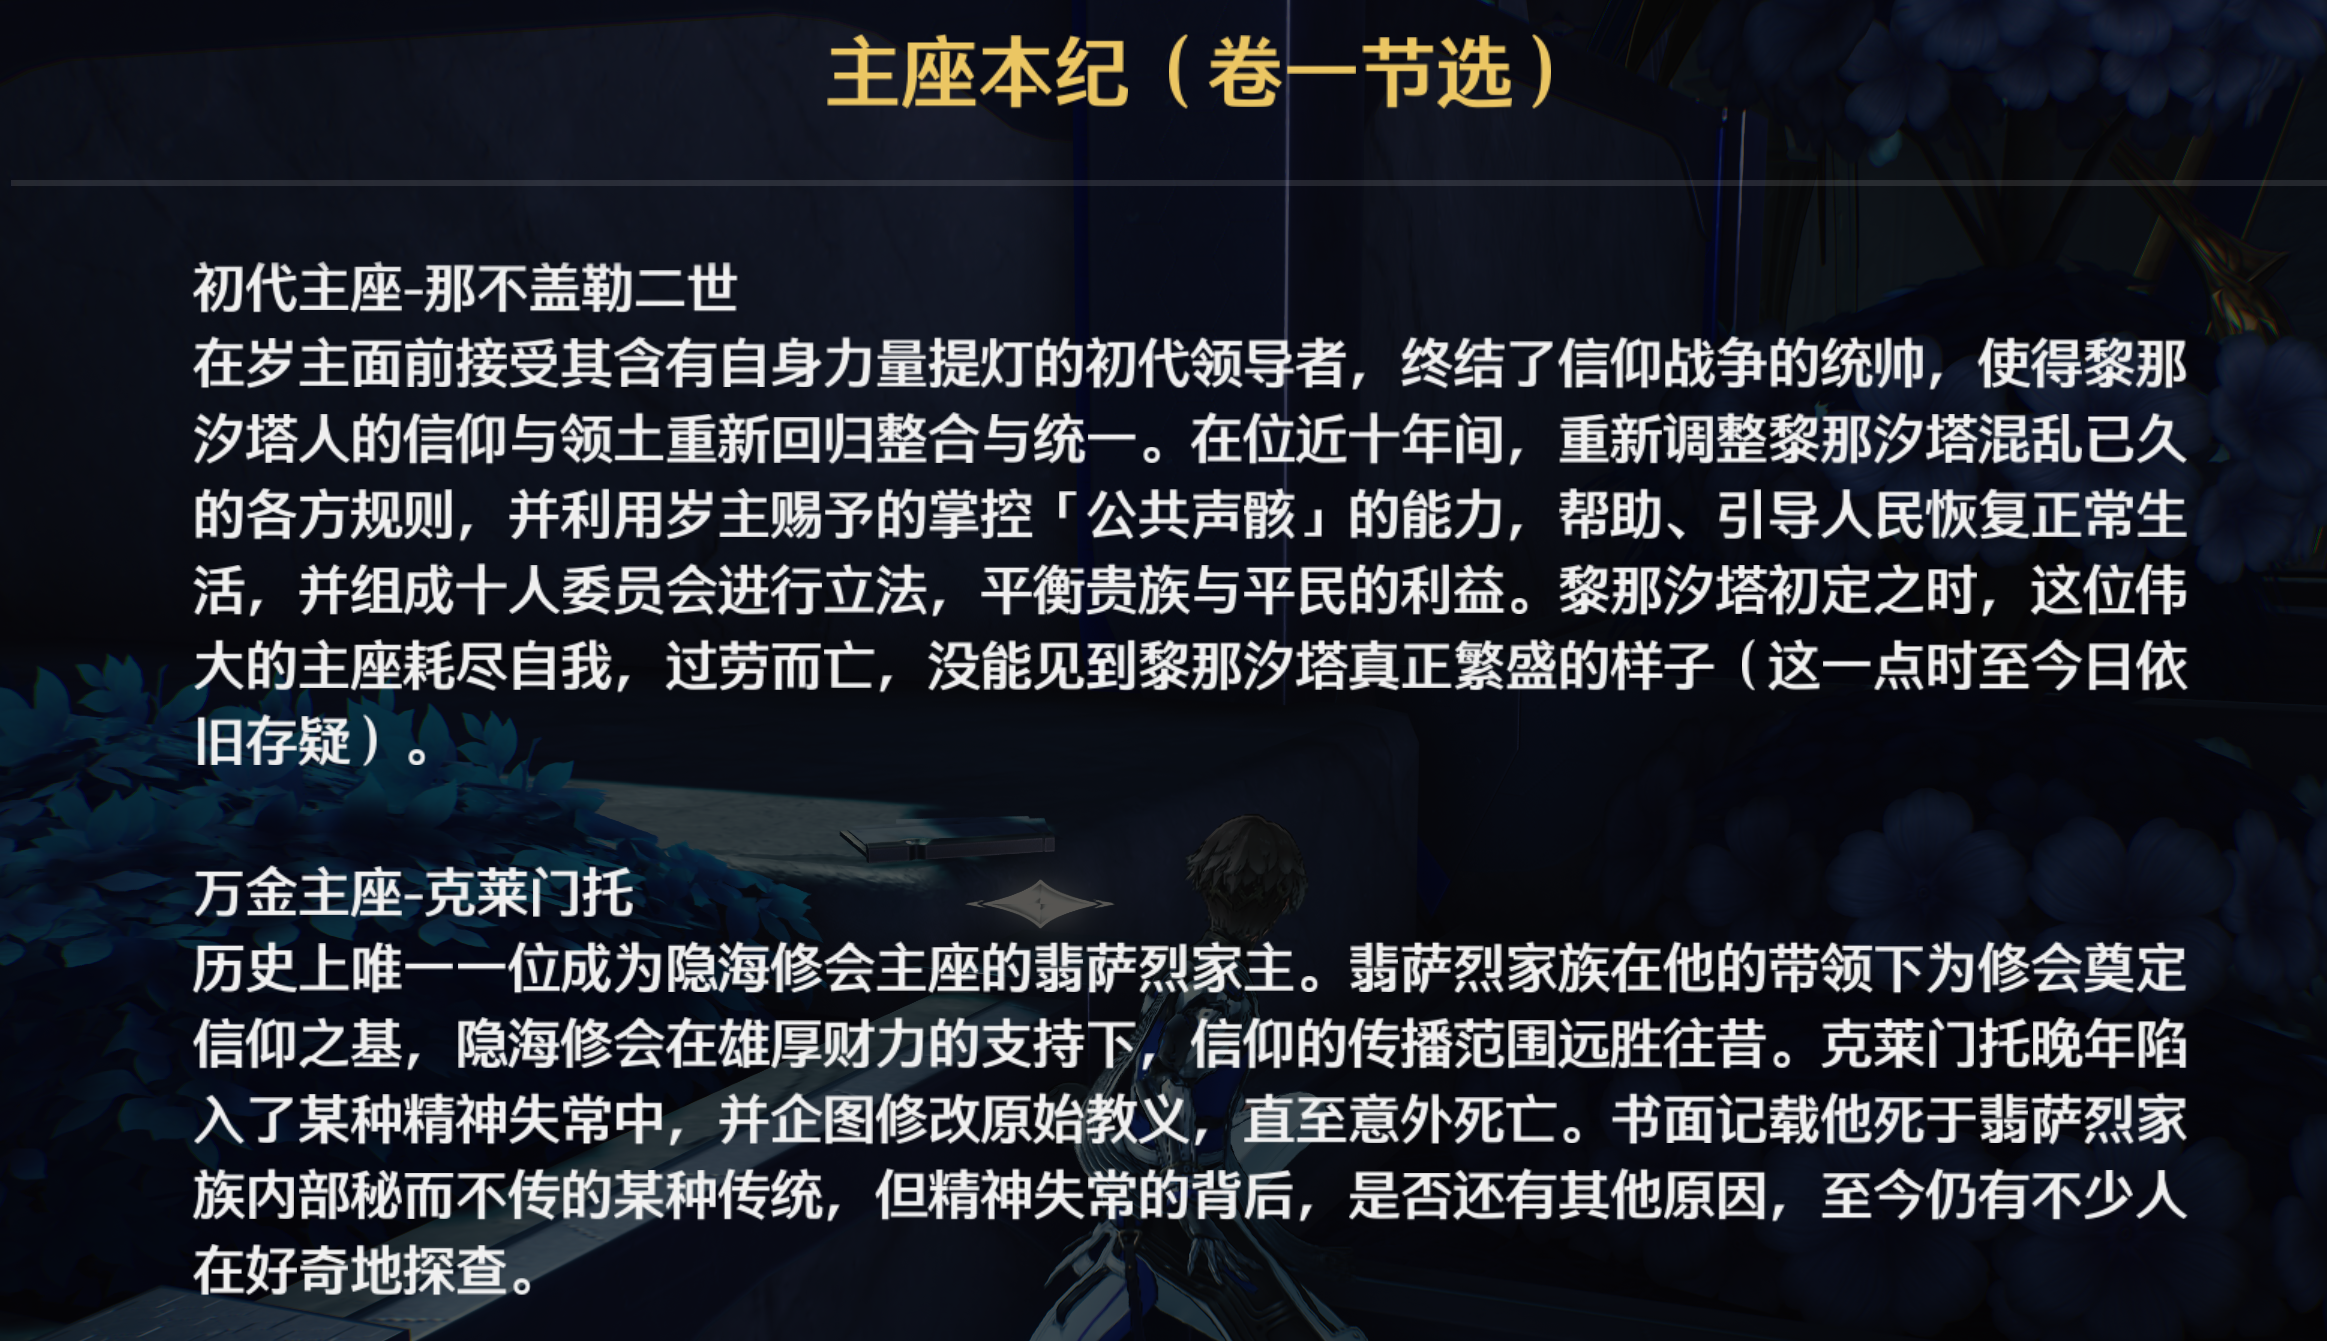 主座本纪（卷一节选）
初代主座-那不盖勒二世
在岁主面前接受其含有自身力量提灯的初代领导者，终结了信仰战争的统帅，使得黎那
汐塔人的信仰与领土重新回归整合与统一。在位近十年间，重新调整黎那汐塔混乱已久
的各方规则，并利用岁主赐予的掌控「公共声骸」的能力，帮助、引导人民恢复正常生
活，并组成十人委员会进行立法，平衡贵族与平民的利益。黎那汐塔初定之时，这位伟
大的主座耗尽自我，过劳而亡，没能见到黎那汐塔真正繁盛的样子（这一点时至今日依
旧存疑）。
万金主座-克莱门托
历史上唯一一位成为隐海修会主座的翡萨烈家主。翡萨烈家族在他的带领下为修会奠定
信仰之基，隐海修会在雄厚财力的支持下，信仰的传播范围远胜往昔。克莱门托晚年陷
入了某种精神失常中，并企图修改原始教义，直至意外死亡。书面记载他死于翡萨烈家
族内部秘而不传的某种传统，但精神失常的背后，是否还有其他原因，至今仍有不少人
在好奇地探查。